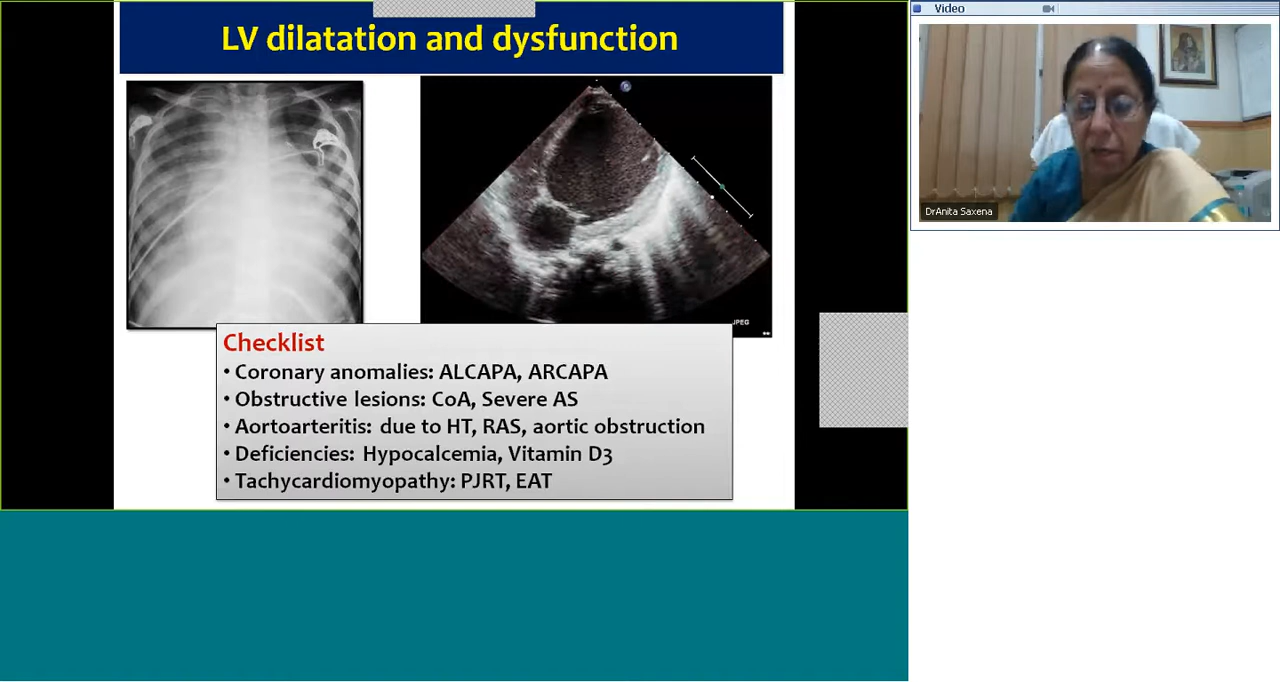 LV dilatation and dysfunction
JPEG
Checklist
• Coronary anomalies: ALCAPA, ARCAPA
• Obstructive lesions: CoA, Severe AS
• Aortoarteritis: due to HT, RAS, aortic obstruction
• Deficiencies: Hypocalcemia, Vitamin D3
• Tachycardiomyopathy: PJRT, EAT
Video
DrAnita Saxena